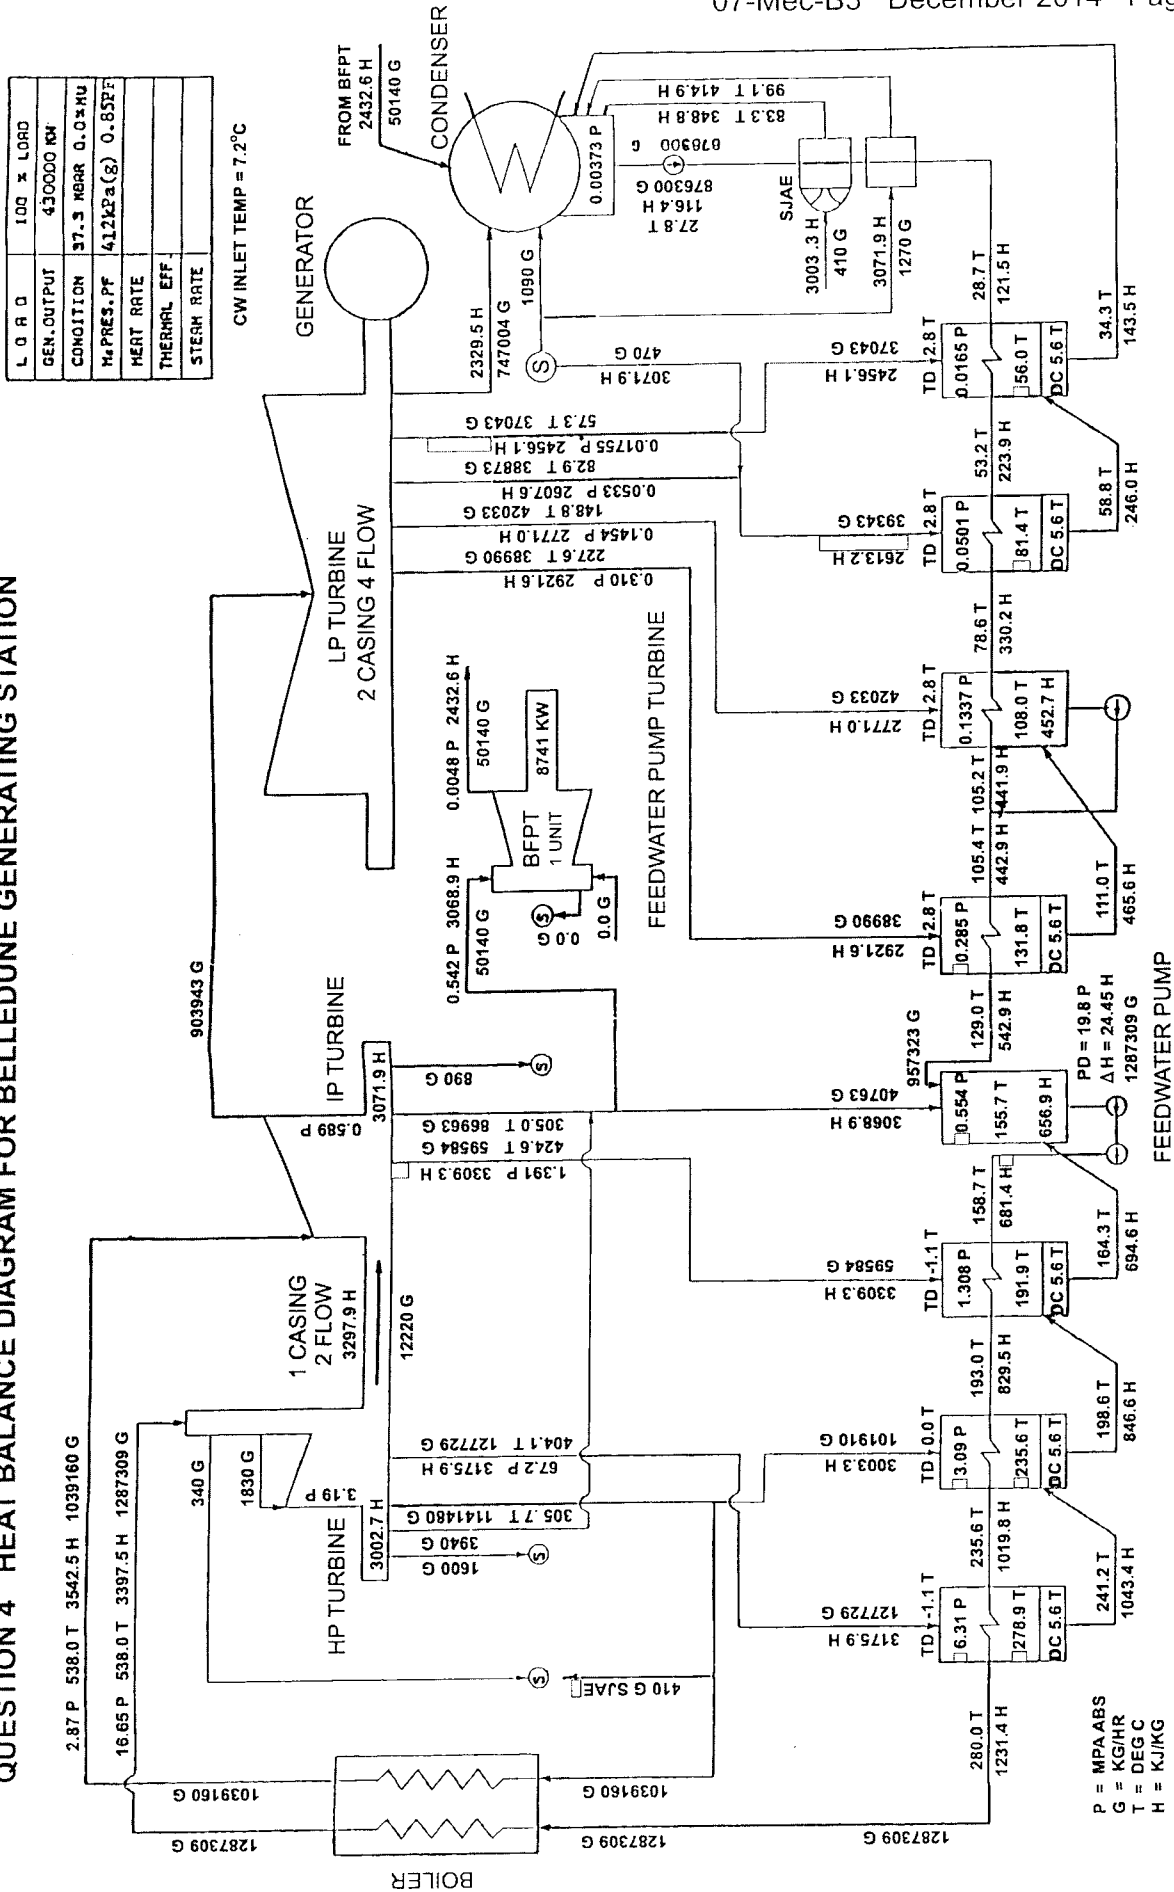 07-Mec-B3 December 2014 Pag
QUESTION 4 HEAT BALANCE DIAGRAM FOR BELLEDUNE GENERATING STATION
LOAD 100 % LOAD
GEN.OUTPUT 430000 KW
CONDITION 37.3 MBAR 0.0%MU
H₂PRES.PF 412kPa(g) 0.85PF
HEAT RATE
THERMAL EFF.
STEAM RATE
CW INLET TEMP = 7.2°C
2.87 P 538.0 T 3542.5 H 1039160 G
16.65 P 538.0 T 3397.5 H 1287309 G
903943 G
GENERATOR
FROM BFPT
2432.6 H
50140 G
CONDENSER
0.00373 P
LP TURBINE
2 CASING 4 FLOW
IP TURBINE
1 CASING
2 FLOW
3297.9 H
0.589 P
3071.9 H
12220 G
HP TURBINE
340 G
1830 G
3.19 P
3002.7 H
1600 G
3940 G
305.7 T 1141480 G
67.2 P 3175.9 H
404.1 T 127729 G
1.391 P 3309.3 H
424.6 T 59584 G
305.0 T 86963 G
890 G
S
S
S
410 G SJAE
0.542 P 3068.9 H
50140 G
0.0048 P 2432.6 H
50140 G
BFPT
1 UNIT
8741 KW
S
0.0 G
0.0 G
FEEDWATER PUMP TURBINE
0.310 P 2921.6 H
227.6 T 38990 G
0.1454 P 2771.0 H
148.8 T 42033 G
0.0533 P 2607.6 H
82.9 T 38873 G
0.01755 P 2456.1 H
57.3 T 37043 G
2329.5 H
747004 G
1090 G
S
3071.9 H
470 G
27.8 T
116.4 H
876300 G
876300 G
83.3 T 348.8 H
99.1 T 414.9 H
SJAE
3003.3 H
410 G
3071.9 H
1270 G
28.7 T
121.5 H
BOILER
1287309 G
1039160 G
1287309 G
1039160 G
1287309 G
280.0 T
1231.4 H
3175.9 H
127729 G
TD -1.1 T
6.31 P
278.9 T
DC 5.6 T
241.2 T
1043.4 H
235.6 T
1019.8 H
3003.3 H
101910 G
TD 0.0 T
3.09 P
235.6 T
DC 5.6 T
198.6 T
846.6 H
193.0 T
829.5 H
3309.3 H
59584 G
TD -1.1 T
1.308 P
191.9 T
DC 5.6 T
164.3 T
694.6 H
158.7 T
681.4 H
3068.9 H
40763 G
957323 G
0.554 P
155.7 T
656.9 H
PD = 19.8 P
ΔH = 24.45 H
1287309 G
FEEDWATER PUMP
129.0 T
542.9 H
2921.6 H
38990 G
TD 2.8 T
0.285 P
131.8 T
DC 5.6 T
111.0 T
465.6 H
105.4 T
442.9 H
105.2 T
441.9 H
2771.0 H
42033 G
TD 2.8 T
0.1337 P
108.0 T
452.7 H
78.6 T
330.2 H
2613.2 H
39343 G
TD 2.8 T
0.0501 P
81.4 T
DC 5.6 T
58.8 T
246.0 H
53.2 T
223.9 H
2456.1 H
37043 G
TD 2.8 T
0.0165 P
56.0 T
DC 5.6 T
34.3 T
143.5 H
P = MPA ABS
G = KG/HR
T = DEG C
H = KJ/KG